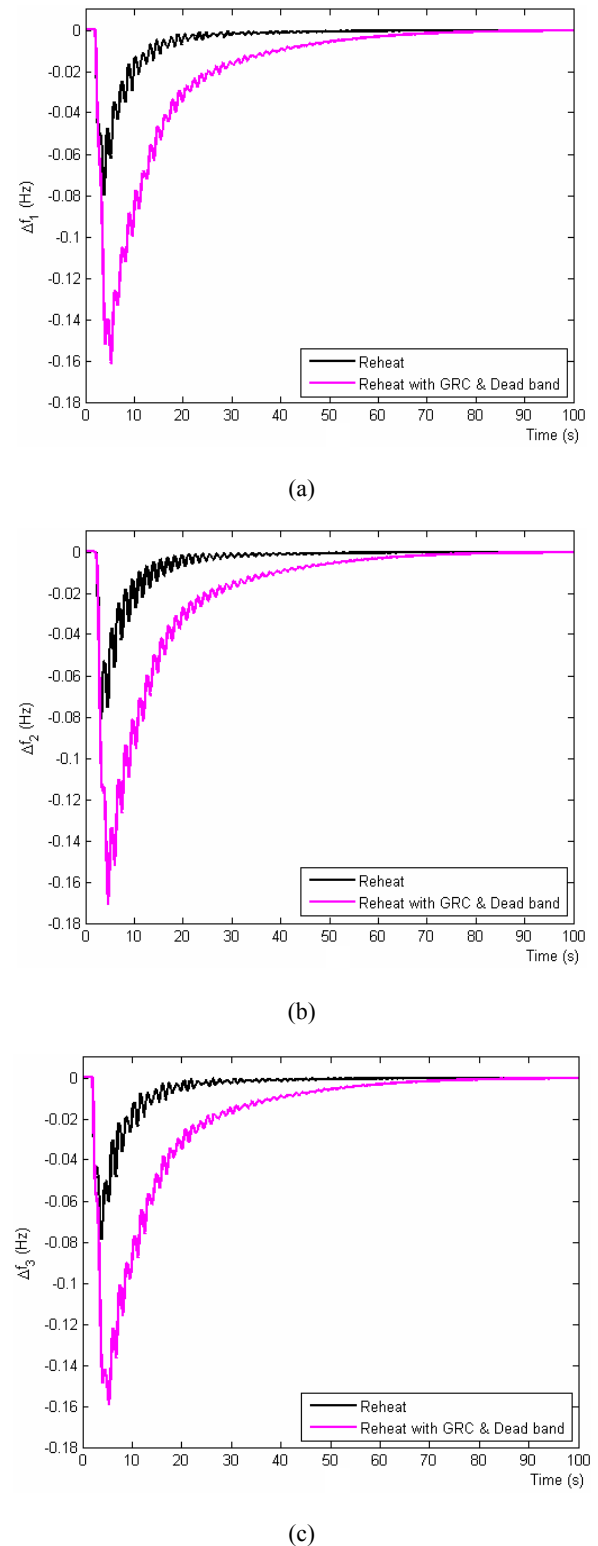 0
-0.02
-0.04
-0.06
-0.08
-0.1
-0.12
-0.14
-0.16
-0.18
Δf1 (Hz)
Reheat
Reheat with GRC & Dead band
0 10 20 30 40 50 60 70 80 90 100
Time (s)
(a)
0
-0.02
-0.04
-0.06
-0.08
-0.1
-0.12
-0.14
-0.16
-0.18
Δf2 (Hz)
Reheat
Reheat with GRC & Dead band
0 10 20 30 40 50 60 70 80 90 100
Time (s)
(b)
0
-0.02
-0.04
-0.06
-0.08
-0.1
-0.12
-0.14
-0.16
-0.18
Δf3 (Hz)
Reheat
Reheat with GRC & Dead band
0 10 20 30 40 50 60 70 80 90 100
Time (s)
(c)